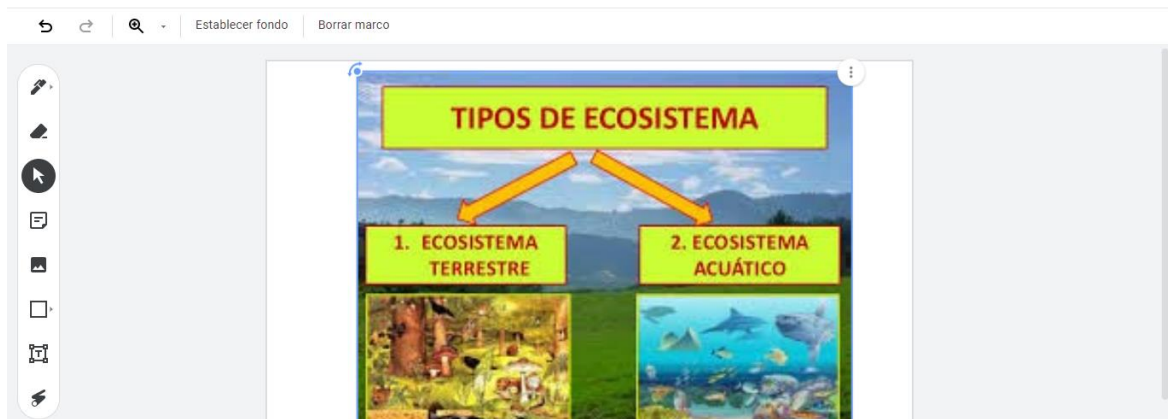 Establecer fondo
Borrar marco
TIPOS DE ECOSISTEMA
1. ECOSISTEMA
TERRESTRE
2. ECOSISTEMA
ACUÁTICO